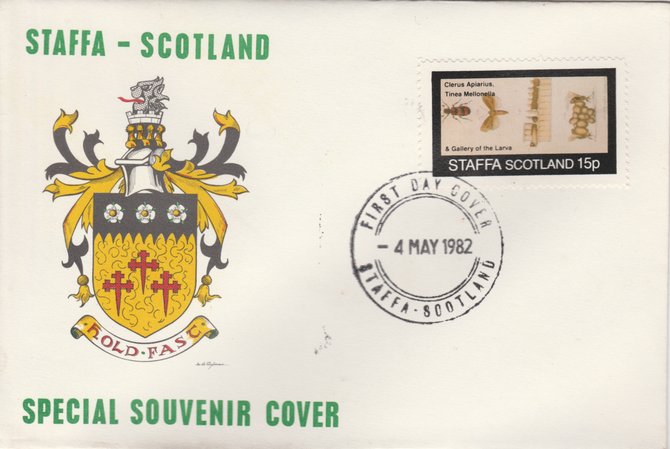 STAFFA - SCOTLAND
Clerus Apiarius,
Tinea Mellonella
& Gallery of the Larva
STAFFA SCOTLAND 15p
FIRST DAY COVER
- 4 MAY 1982
STAFFA - SCOTLAND
HOLD · FAST
SPECIAL SOUVENIR COVER